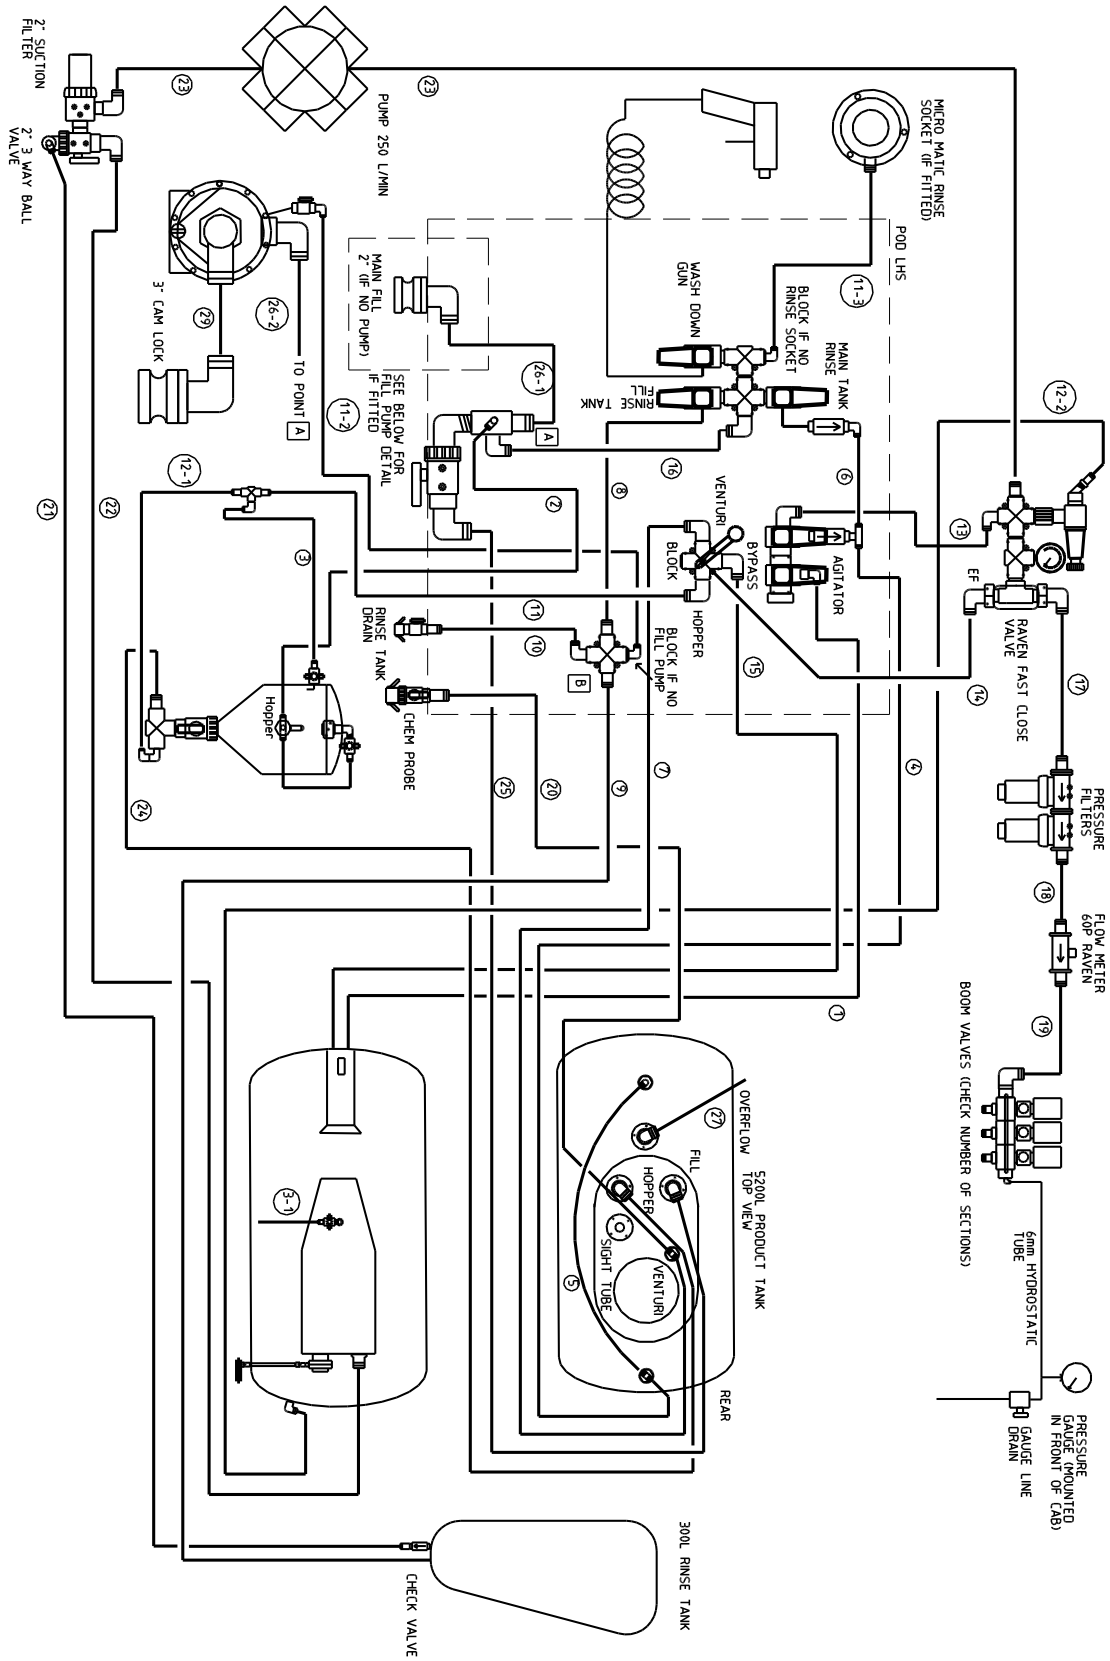 2" SUCTION
FILTER
2" 3 WAY BALL
VALVE
23
23
PUMP 250 L/MIN
MICRO MATIC RINSE
SOCKET (IF FITTED)
POD LHS
11-3
BLOCK IF NO
RINSE SOCKET
WASH DOWN
GUN
MAIN TANK
RINSE
RINSE TANK
FILL
MAIN FILL
2" (IF NO PUMP)
SEE BELOW FOR
FILL PUMP DETAIL
IF FITTED
26-1
A
3" CAM LOCK
29
26-2
TO POINT A
11-2
12-1
12-2
16
6
8
2
22
21
3
VENTURI
BLOCK
BYPASS
AGITATOR
HOPPER
13
EF
RAVEN FAST CLOSE
VALVE
14
15
17
11
10
BLOCK IF NO
FILL PUMP
B
RINSE TANK
DRAIN
CHEM PROBE
Hopper
24
25
20
9
7
4
1
PRESSURE
FILTERS
18
FLOW METER
60P RAVEN
19
BOOM VALVES (CHECK NUMBER OF SECTIONS)
6mm HYDROSTATIC
TUBE
PRESSURE
GAUGE (MOUNTED
IN FRONT OF CAB)
GAUGE LINE
DRAIN
OVERFLOW
27
5200L PRODUCT TANK
TOP VIEW
FILL
HOPPER
SIGHT TUBE
VENTURI
5
REAR
3-1
300L RINSE TANK
CHECK VALVE